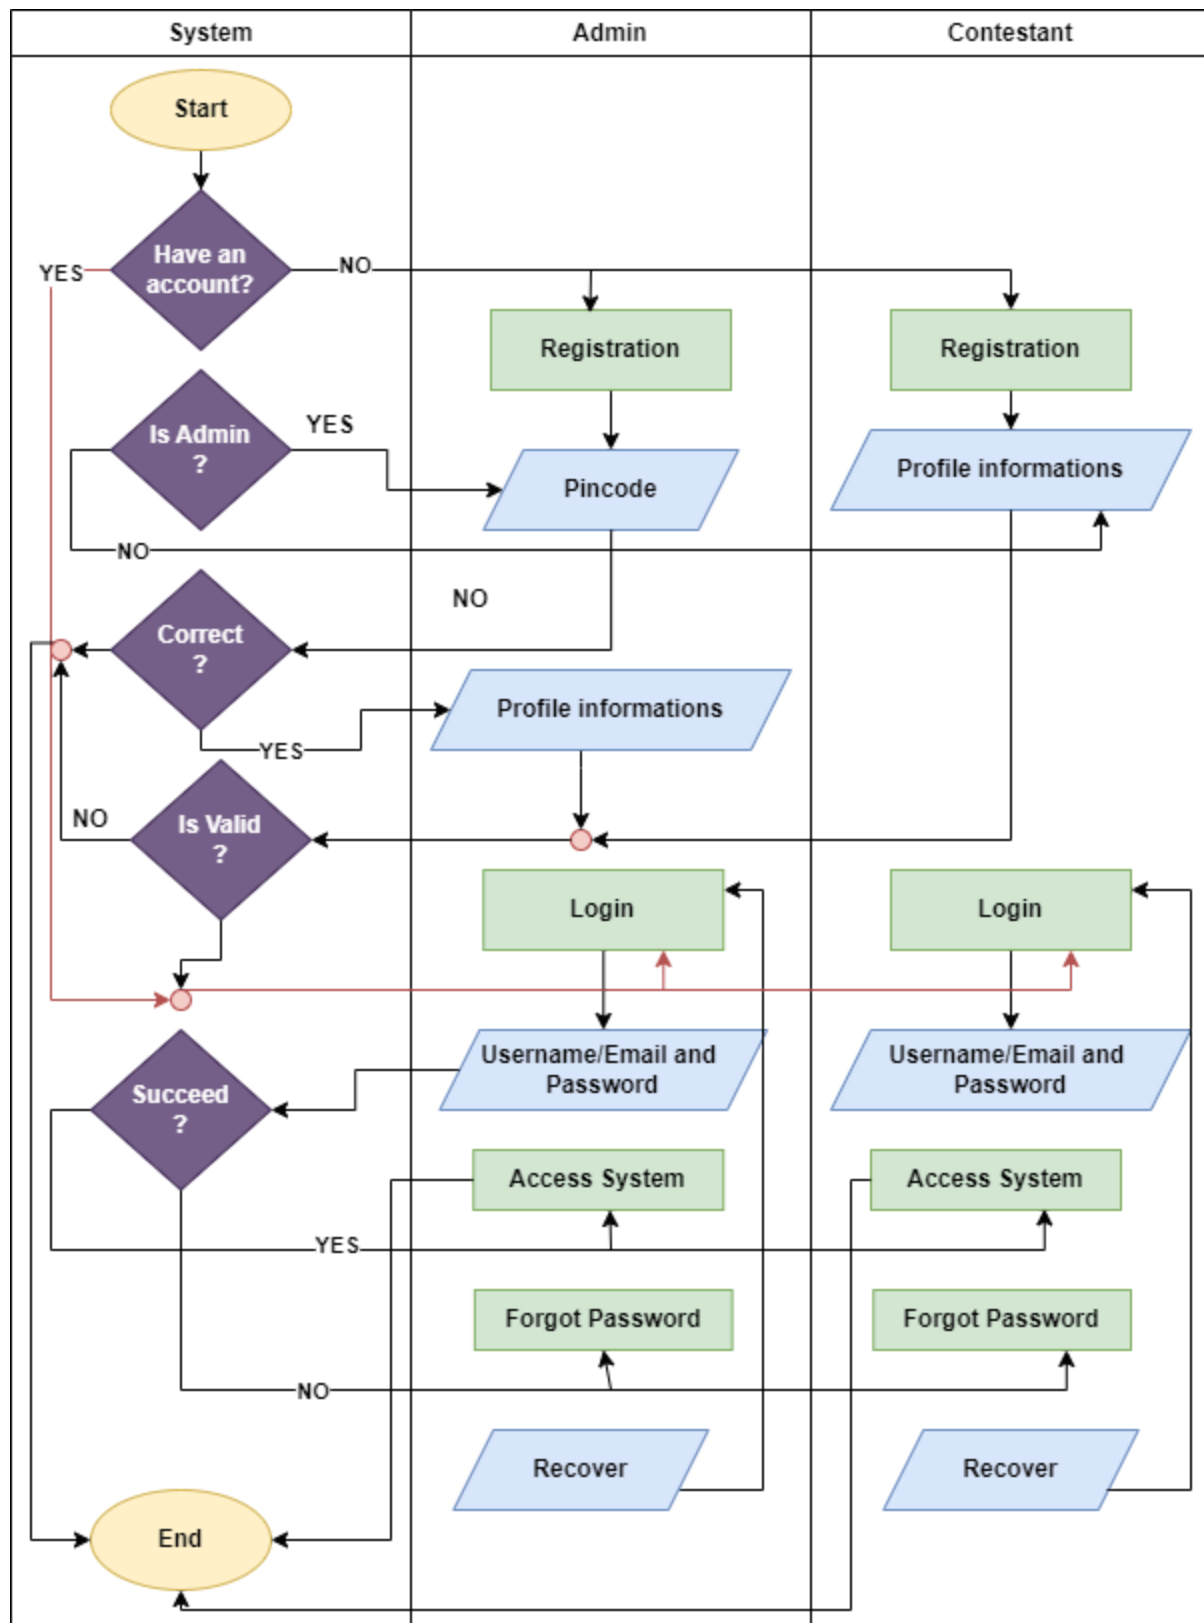 System
Admin
Contestant
Start
Have an
account?
YES
NO
Registration
Registration
Is Admin
?
YES
Pincode
Profile informations
NO
NO
Correct
?
Profile informations
YES
Is Valid
?
NO
Login
Login
Username/Email and
Password
Username/Email and
Password
Succeed
?
Access System
Access System
YES
Forgot Password
Forgot Password
NO
Recover
Recover
End